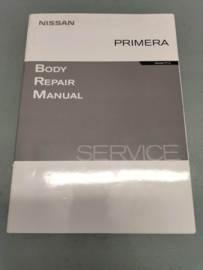 NISSAN
PRIMERA
BODY
REPAIR
MANUAL
SERVICE